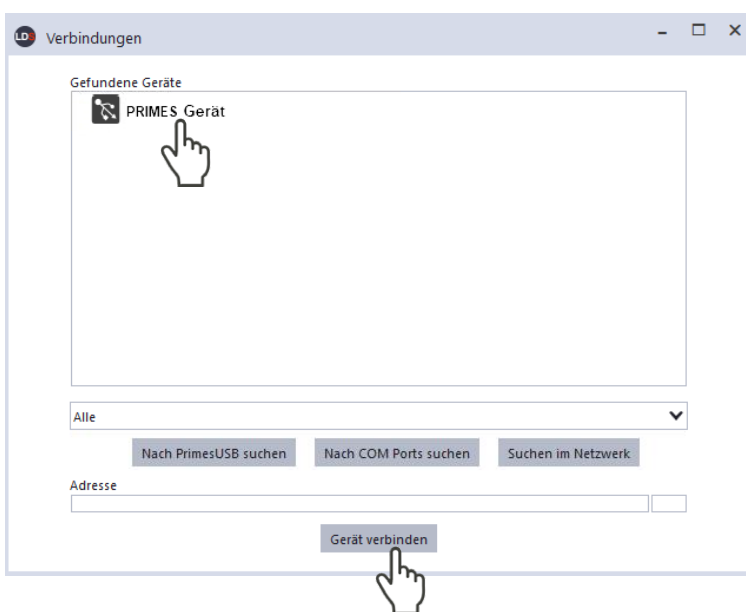 LDS Verbindungen
Gefundene Geräte
PRIMES Gerät
Alle
Nach PrimesUSB suchen Nach COM Ports suchen Suchen im Netzwerk
Adresse
Gerät verbinden